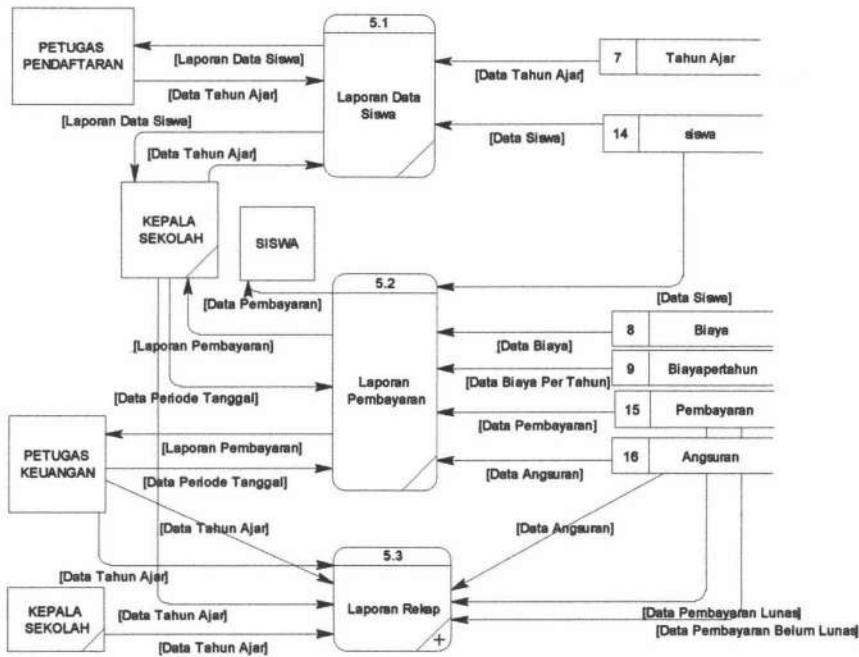 5.1
PETUGAS
PENDAFTARAN
[Laporan Data Siswa]
[Data Tahun Ajar]
7
Tahun Ajar
[Data Tahun Ajar]
Laporan Data
Siswa
[Laporan Data Siswa]
[Data Siswa]
14
siswa
[Data Tahun Ajar]
KEPALA
SEKOLAH
SISWA
5.2
[Data Siswa]
[Data Pembayaran]
8
Biaya
[Laporan Pembayaran]
[Data Biaya]
9
Biayapertahun
Laporan
Pembayaran
[Data Periode Tanggal]
[Data Biaya Per Tahun]
15
Pembayaran
[Data Pembayaran]
PETUGAS
KEUANGAN
[Laporan Pembayaran]
16
Angsuran
[Data Periode Tanggal]
[Data Angsuran]
[Data Tahun Ajar]
[Data Angsuran]
5.3
[Data Tahun Ajar]
Laporan Rekap
KEPALA
SEKOLAH
[Data Tahun Ajar]
[Data Pembayaran Lunas]
[Data Pembayaran Belum Lunas]
[Data Tahun Ajar]